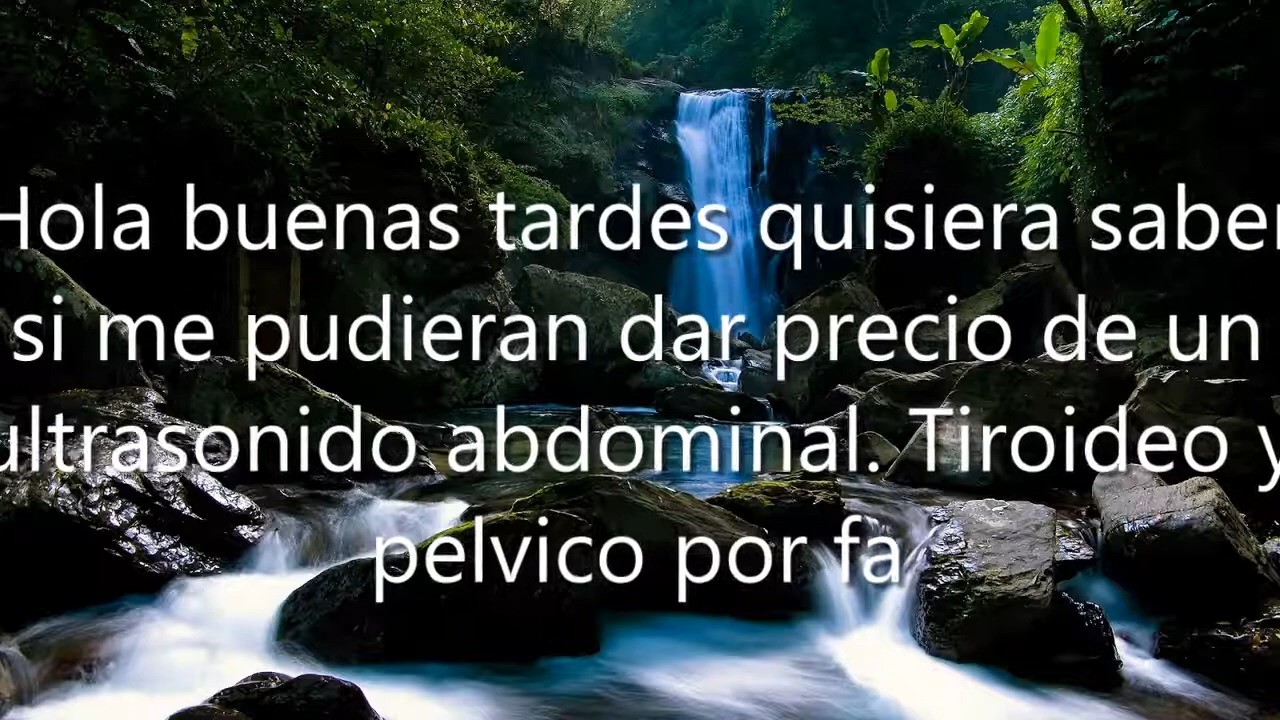 Hola buenas tardes quisiera saber
si me pudieran dar precio de un
ultrasonido abdominal. Tiroideo y
pelvico por fa